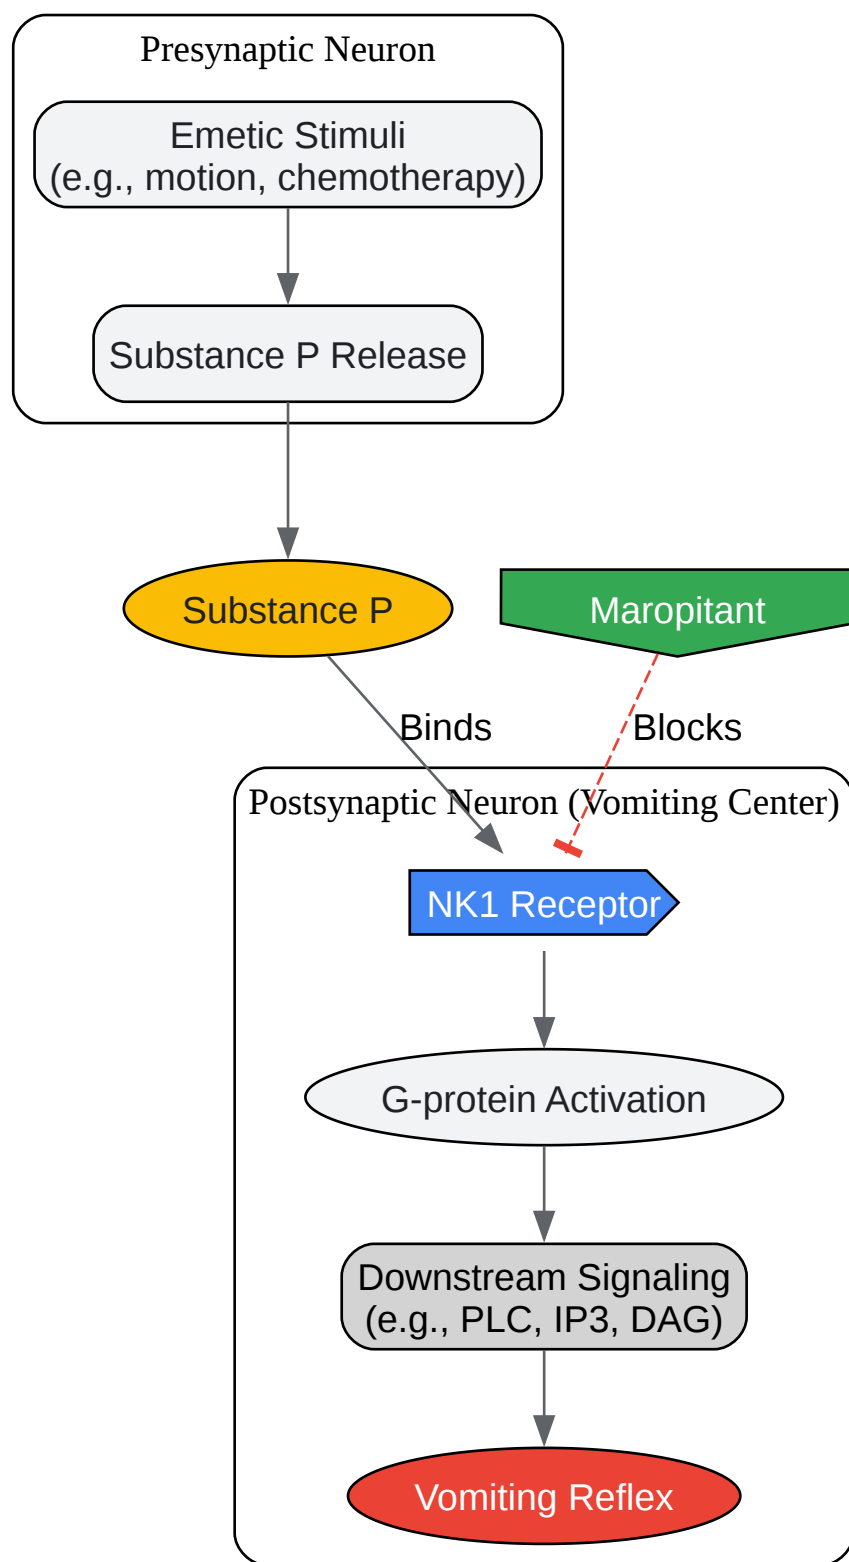 Presynaptic Neuron
Emetic Stimuli
(e.g., motion, chemotherapy)
Substance P Release
Substance P
Maropitant
Binds
Blocks
Postsynaptic Neuron (Vomiting Center)
NK1 Receptor
G-protein Activation
Downstream Signaling
(e.g., PLC, IP3, DAG)
Vomiting Reflex